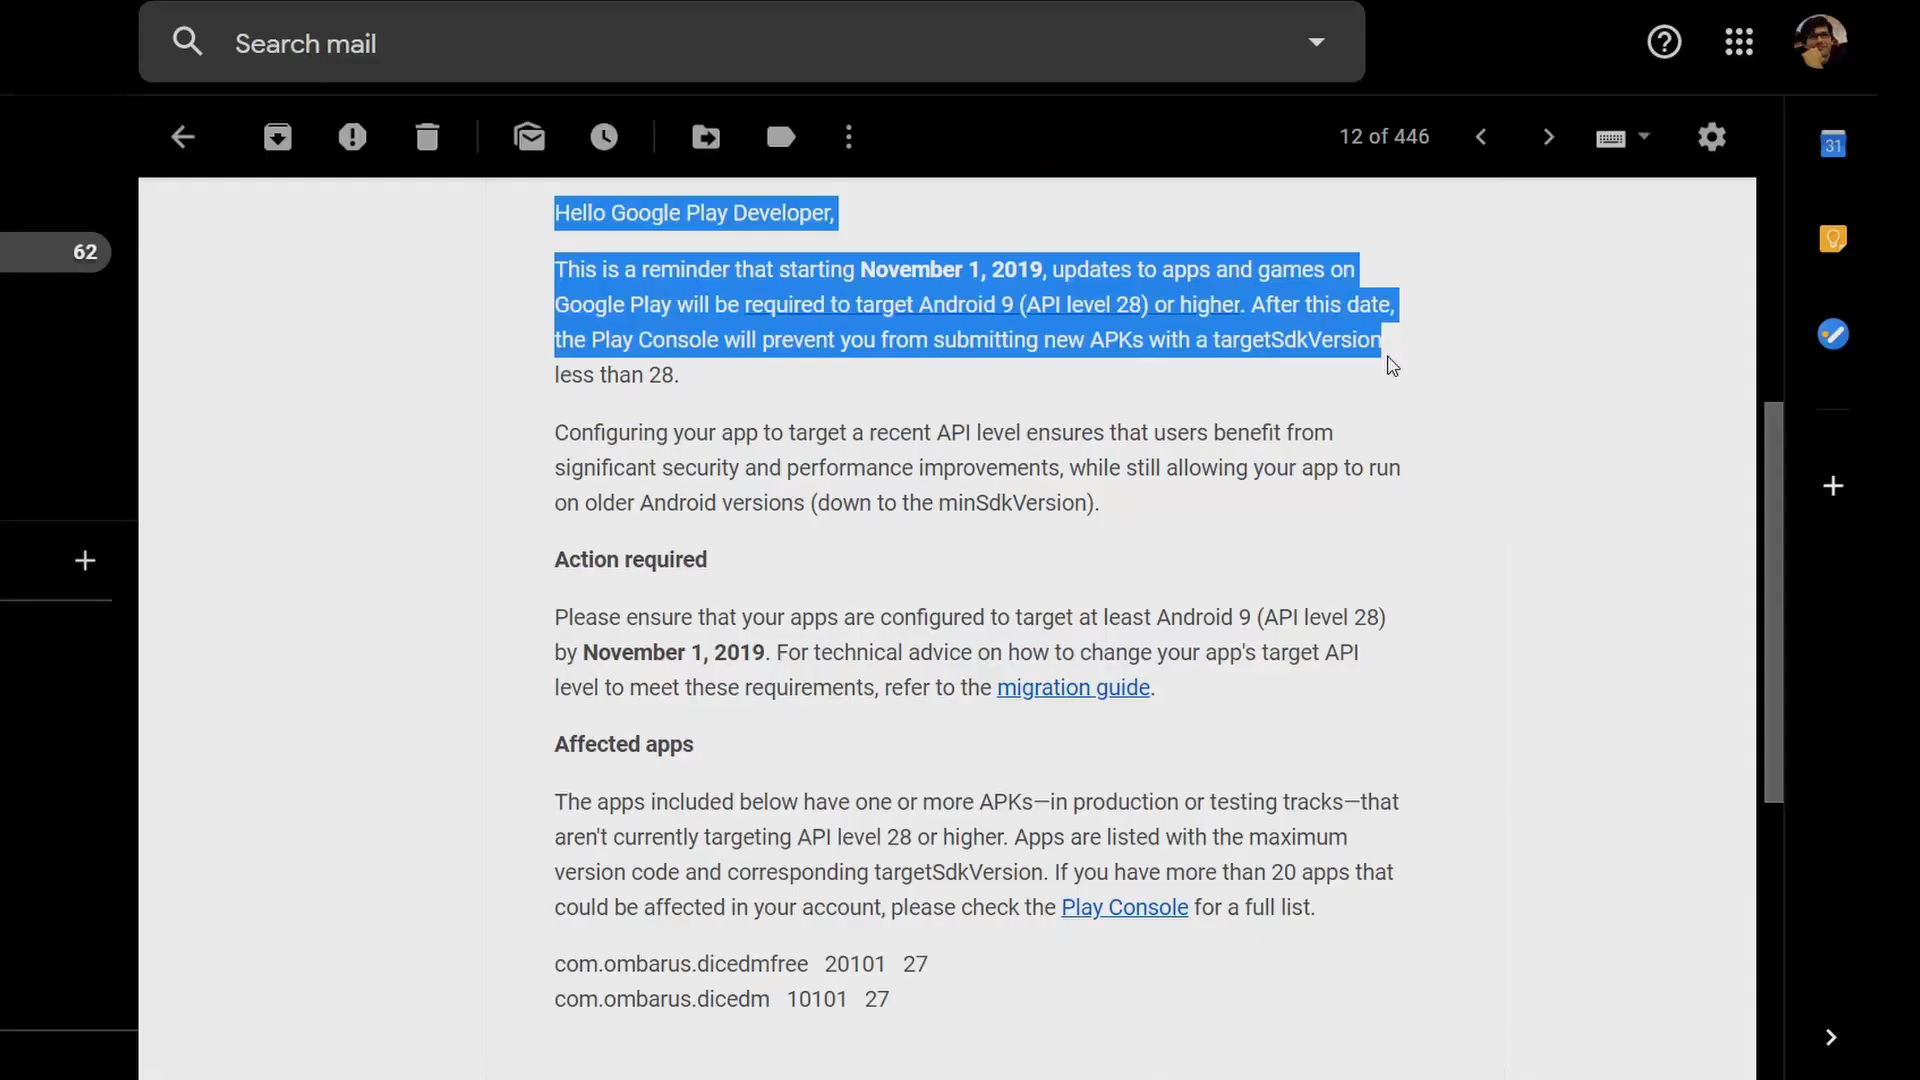 Search mail
12 of 446
31
62
Hello Google Play Developer,
This is a reminder that starting November 1, 2019, updates to apps and games on
Google Play will be required to target Android 9 (API level 28) or higher. After this date,
the Play Console will prevent you from submitting new APKs with a targetSdkVersion
less than 28.
Configuring your app to target a recent API level ensures that users benefit from
significant security and performance improvements, while still allowing your app to run
on older Android versions (down to the minSdkVersion).
Action required
Please ensure that your apps are configured to target at least Android 9 (API level 28)
by November 1, 2019. For technical advice on how to change your app's target API
level to meet these requirements, refer to the migration guide.
Affected apps
The apps included below have one or more APKs—in production or testing tracks—that
aren't currently targeting API level 28 or higher. Apps are listed with the maximum
version code and corresponding targetSdkVersion. If you have more than 20 apps that
could be affected in your account, please check the Play Console for a full list.
com.ombarus.dicedmfree 20101 27
com.ombarus.dicedm 10101 27